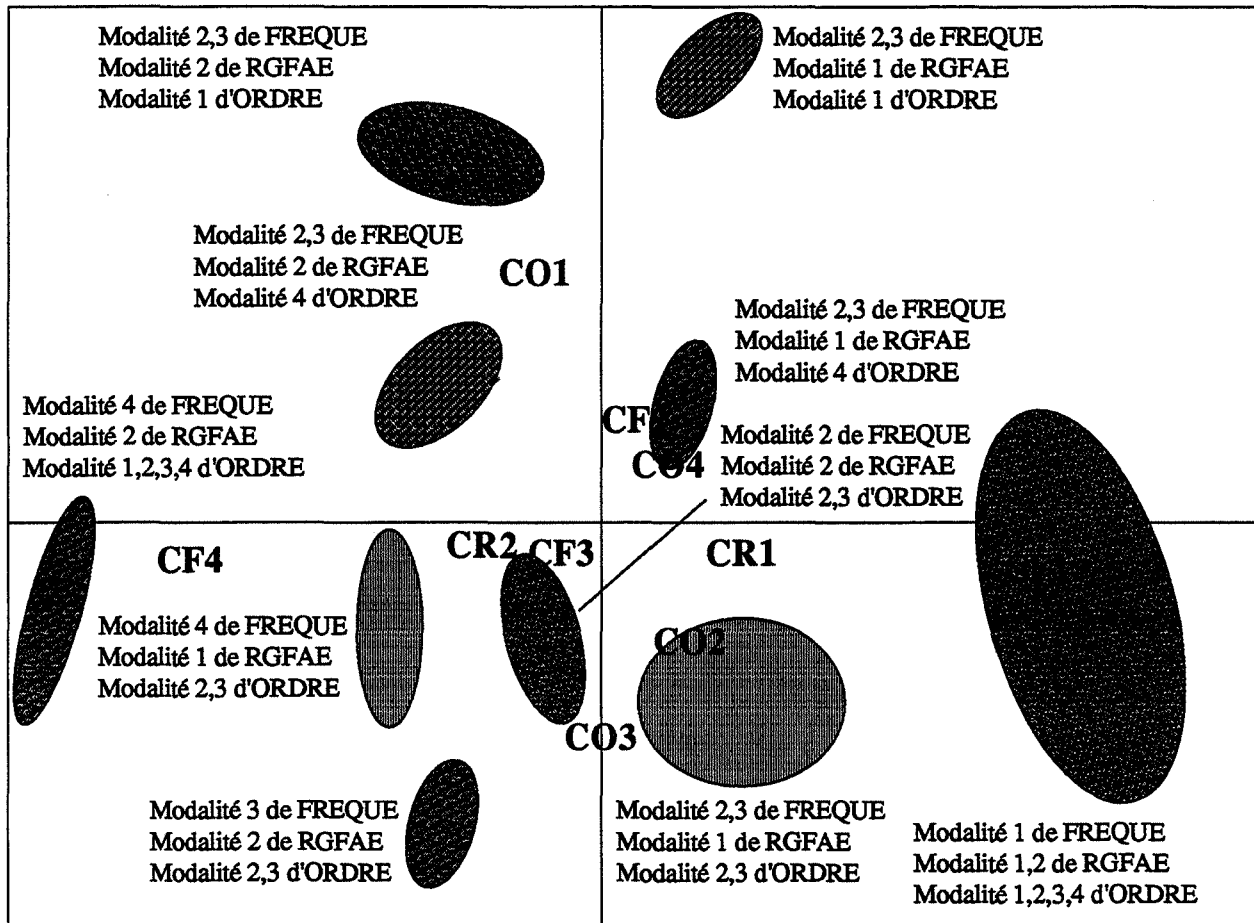 Modalité 2,3 de FREQUE
Modalité 2 de RGFAE
Modalité 1 d'ORDRE
Modalité 2,3 de FREQUE
Modalité 1 de RGFAE
Modalité 1 d'ORDRE
Modalité 2,3 de FREQUE
Modalité 2 de RGFAE
Modalité 4 d'ORDRE
CO1
Modalité 2,3 de FREQUE
Modalité 1 de RGFAE
Modalité 4 d'ORDRE
Modalité 4 de FREQUE
Modalité 2 de RGFAE
Modalité 1,2,3,4 d'ORDRE
CF
CO4
Modalité 2 de FREQUE
Modalité 2 de RGFAE
Modalité 2,3 d'ORDRE
CF4
CR2
CF3
CR1
Modalité 4 de FREQUE
Modalité 1 de RGFAE
Modalité 2,3 d'ORDRE
CO2
CO3
Modalité 3 de FREQUE
Modalité 2 de RGFAE
Modalité 2,3 d'ORDRE
Modalité 2,3 de FREQUE
Modalité 1 de RGFAE
Modalité 2,3 d'ORDRE
Modalité 1 de FREQUE
Modalité 1,2 de RGFAE
Modalité 1,2,3,4 d'ORDRE